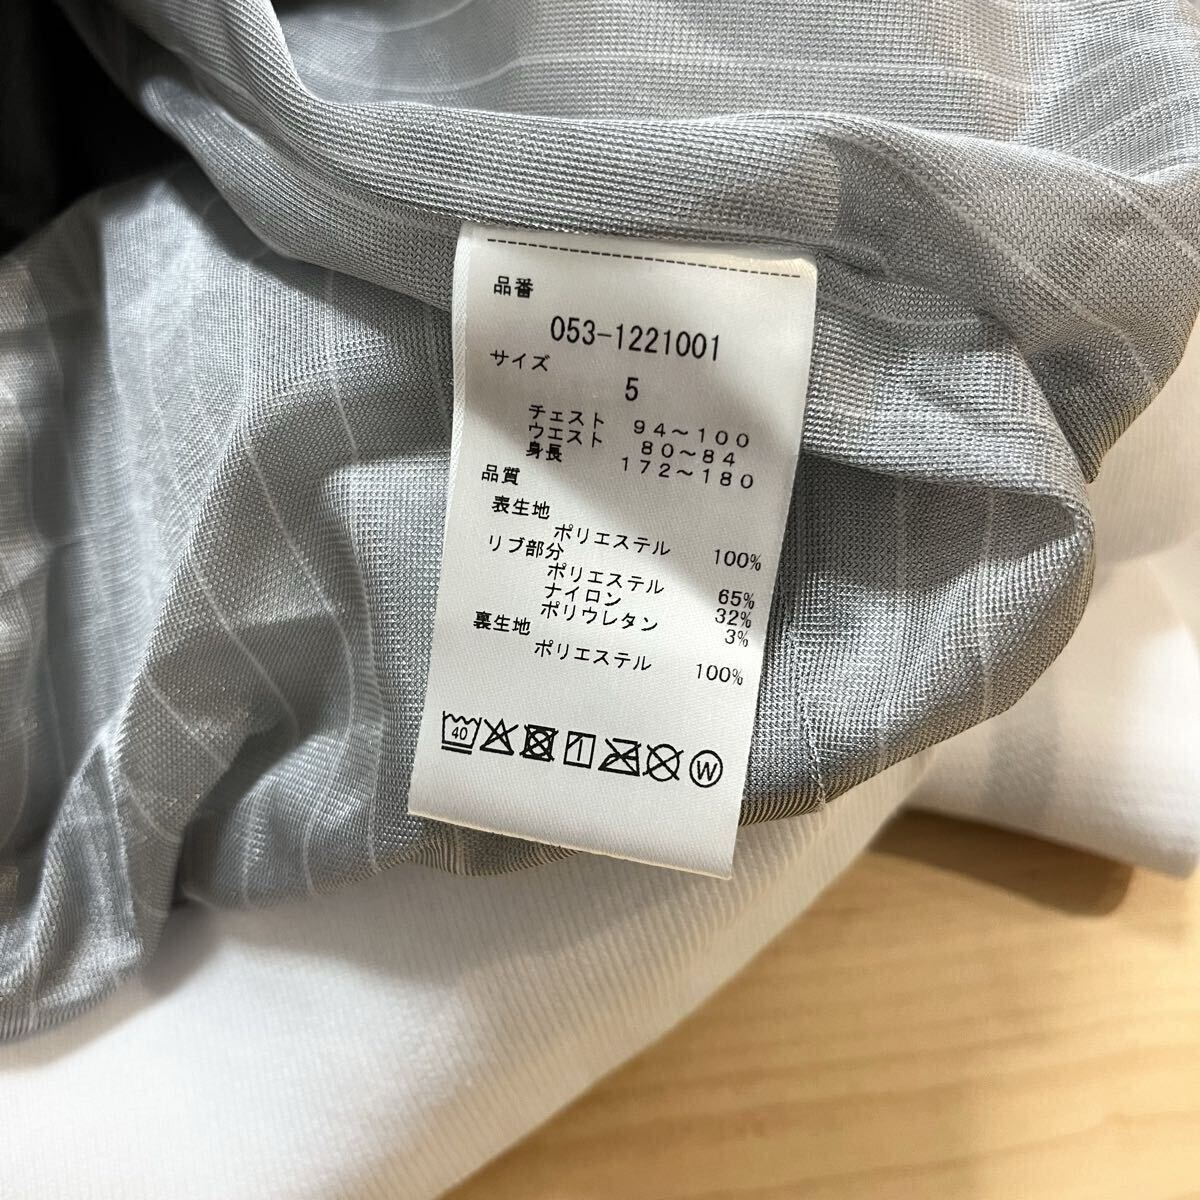 品番
053-1221001
サイズ
5
チェスト 94～100
ウエスト 80～84
身長 172～180
品質
表生地
ポリエステル 100%
リブ部分
ポリエステル 65%
ナイロン 32%
ポリウレタン 3%
裏生地
ポリエステル 100%
40
W